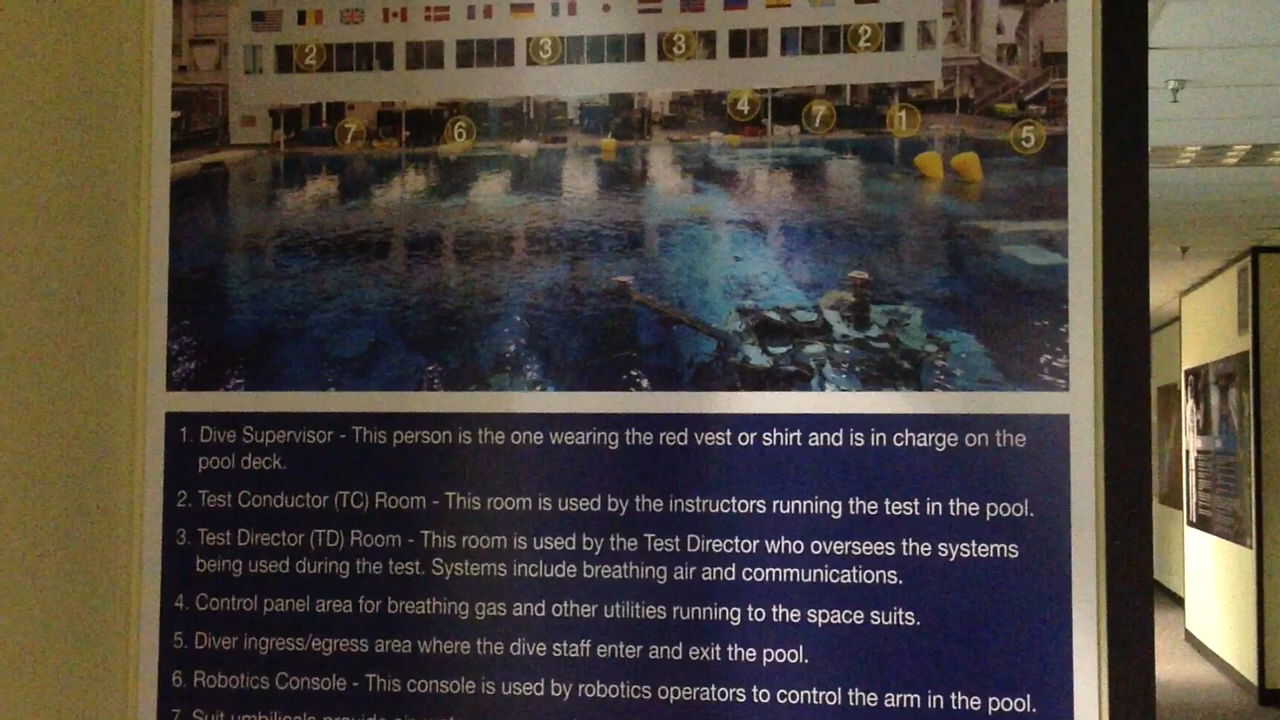 2
3
3
2
4
7
1
7
6
5
1. Dive Supervisor - This person is the one wearing the red vest or shirt and is in charge on the
pool deck.
2. Test Conductor (TC) Room - This room is used by the instructors running the test in the pool.
3. Test Director (TD) Room - This room is used by the Test Director who oversees the systems
being used during the test. Systems include breathing air and communications.
4. Control panel area for breathing gas and other utilities running to the space suits.
5. Diver ingress/egress area where the dive staff enter and exit the pool.
6. Robotics Console - This console is used by robotics operators to control the arm in the pool.
7. Suit umbilicals provide